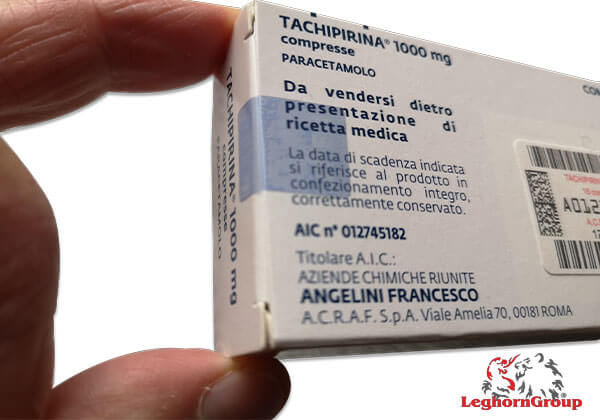 TACHIPIRINA® 1000 mg
compresse
PARACETAMOLO
Da vendersi dietro
presentazione di
ricetta medica
La data di scadenza indicata
si riferisce al prodotto in
confezionamento integro,
correttamente conservato.
AIC n° 012745182
Titolare A.I.C.:
AZIENDE CHIMICHE RIUNITE
ANGELINI FRANCESCO
A.C.R.A.F. S.p.A. Viale Amelia 70, 00181 ROMA
TACHIPIRINA® 1000 mg
compresse
PARACETAMOLO
LeghornGroup